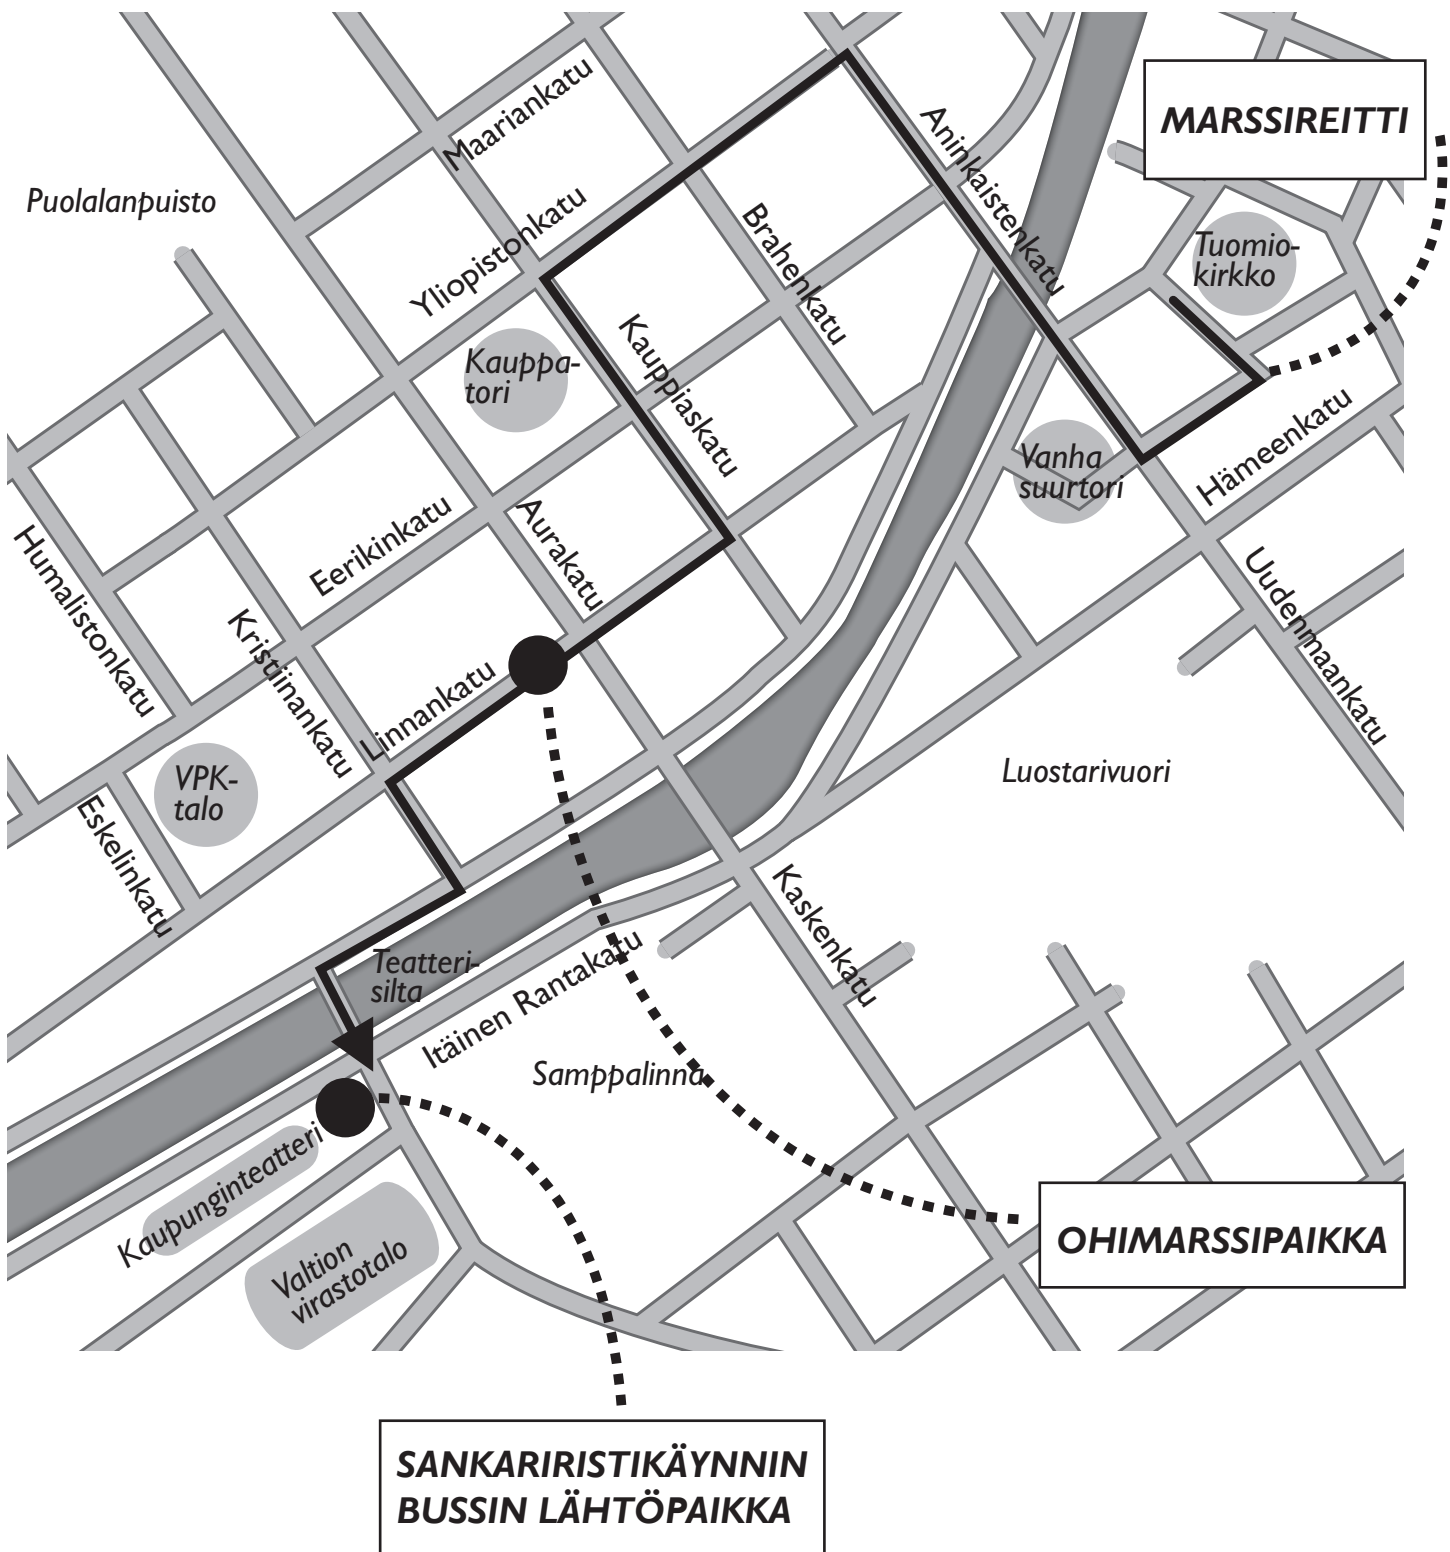 MARSSIREITTI
Maariankatu
Puolalanpuisto
Yliopistonkatu
Aninkaistenkatu
Brahenkatu
Tuomio-
kirkko
Kauppa-
tori
Kauppiaskatu
Vanha
suurtori
Hämeenkatu
Humalistonkatu
Eerikinkatu
Aurakatu
Uudenmaankatu
Kristiinankatu
Linnankatu
VPK-
talo
Luostarivuori
Eskelinkatu
Kaskenkatu
Teatteri-
silta
Itäinen Rantakatu
Samppalinna
Kaupunginteatteri
Valtion
virastotalo
OHIMARSSIPAIKKA
SANKARIRISTIKÄYNNIN
BUSSIN LÄHTÖPAIKKA